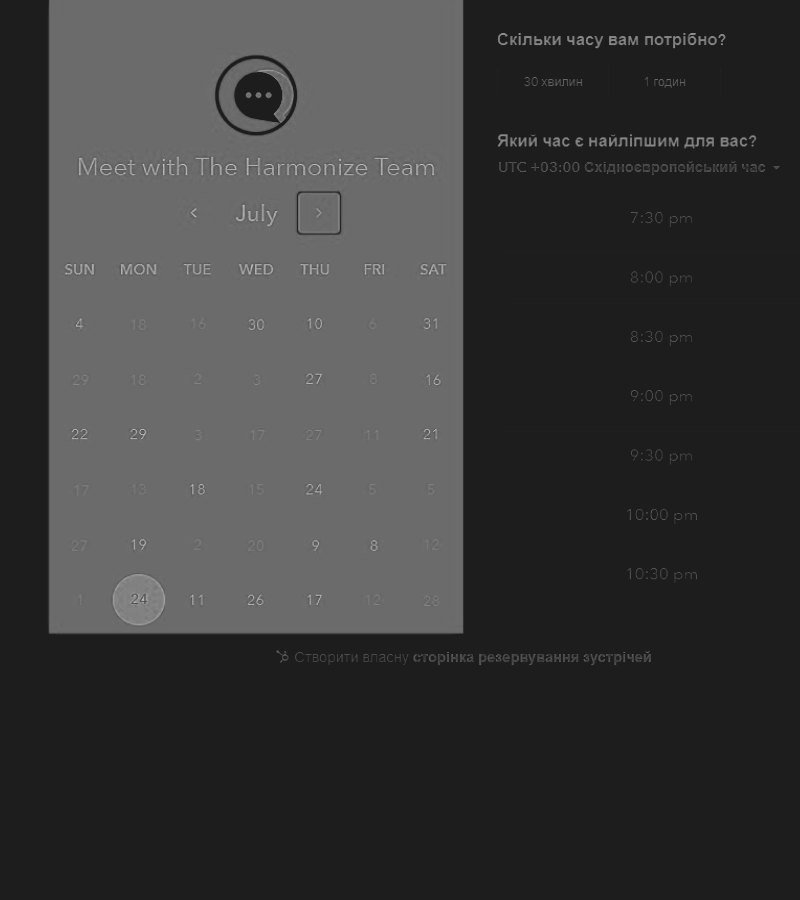 Meet with The Harmonize Team
July
SUN MON TUE WED THU FRI SAT
4 18 16 30 10 6 31
29 18 2 3 27 8 16
22 29 3 17 27 11 21
17 13 18 15 24 5 5
27 19 2 20 9 8 12
1 24 11 26 17 12 28
Скільки часу вам потрібно?
30 хвилин 1 годин
Який час є найліпшим для вас?
UTC +03:00 Східноєвропейський час
7:30 pm
8:00 pm
8:30 pm
9:00 pm
9:30 pm
10:00 pm
10:30 pm
Створити власну сторінка резервування зустрічей